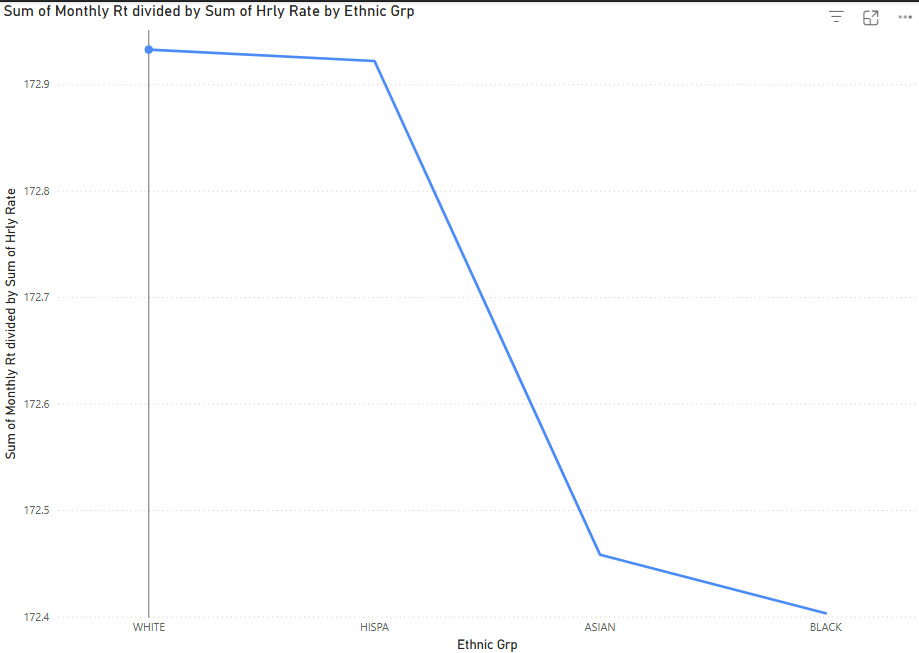 Sum of Monthly Rt divided by Sum of Hrly Rate by Ethnic Grp
Sum of Monthly Rt divided by Sum of Hrly Rate
172.9
172.8
172.7
172.6
172.5
172.4
WHITE HISPA ASIAN BLACK
Ethnic Grp